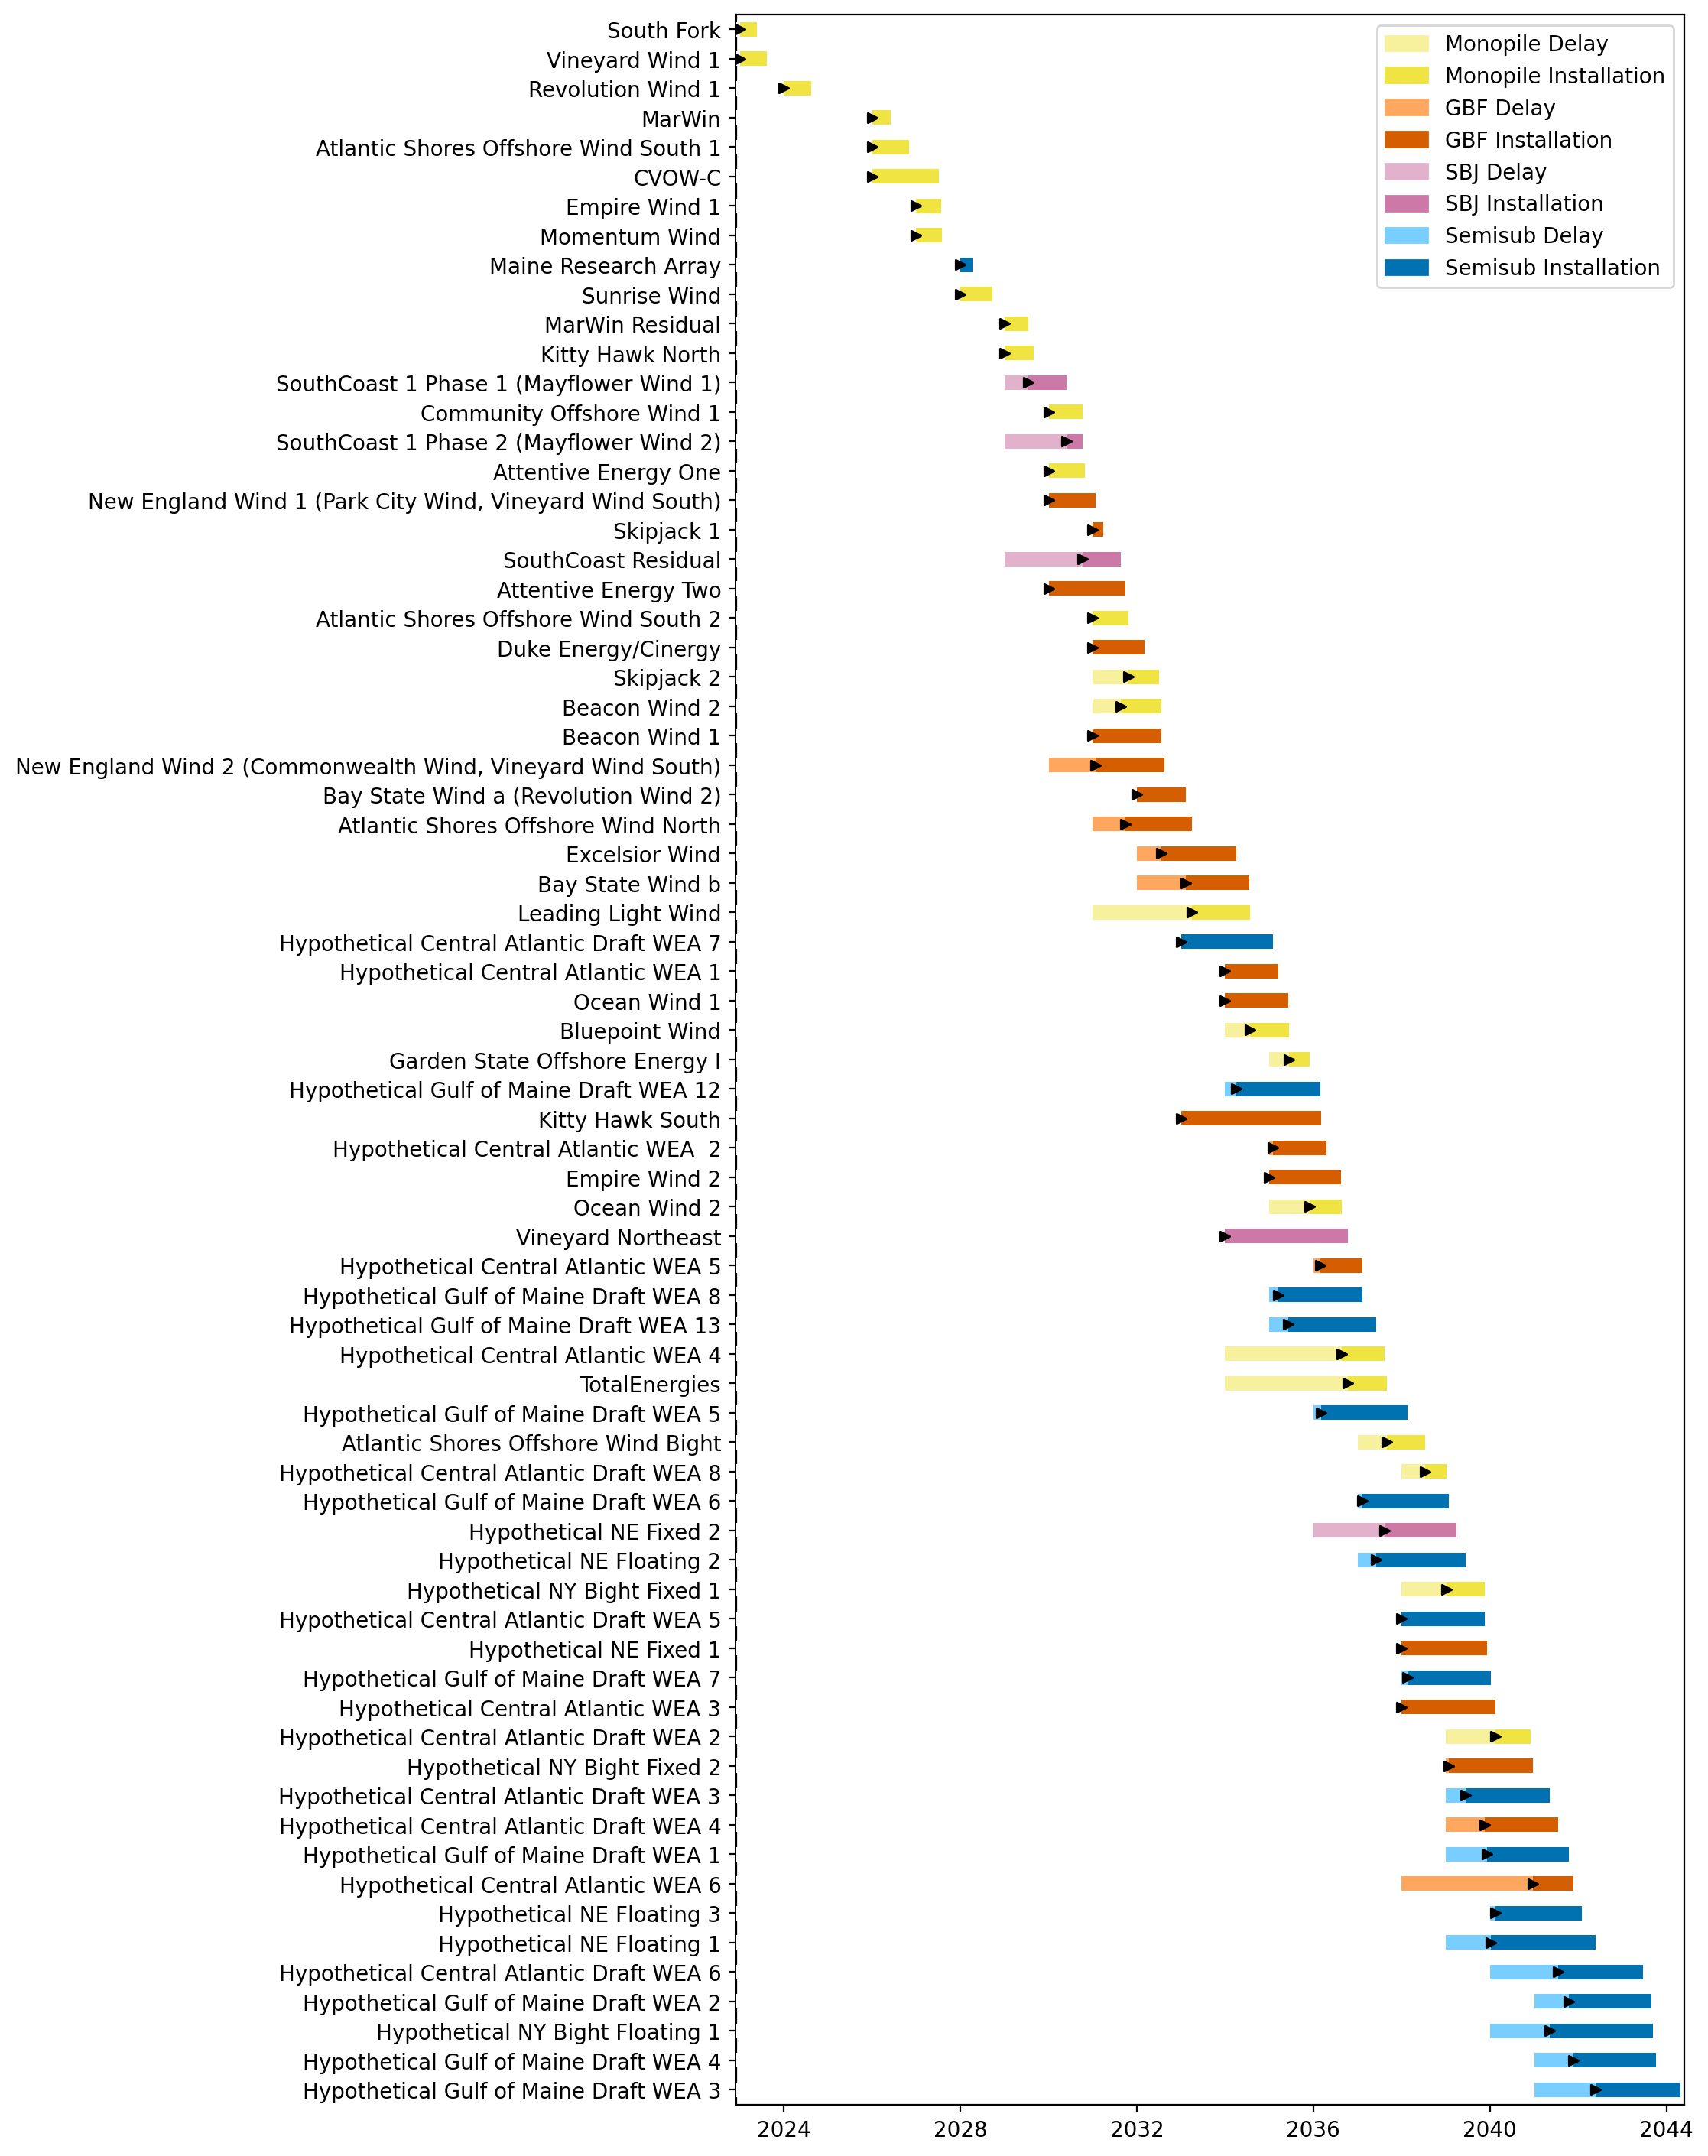 South Fork
Vineyard Wind 1
Revolution Wind 1
MarWin
Atlantic Shores Offshore Wind South 1
CVOW-C
Empire Wind 1
Momentum Wind
Maine Research Array
Sunrise Wind
MarWin Residual
Kitty Hawk North
SouthCoast 1 Phase 1 (Mayflower Wind 1)
Community Offshore Wind 1
SouthCoast 1 Phase 2 (Mayflower Wind 2)
Attentive Energy One
New England Wind 1 (Park City Wind, Vineyard Wind South)
Skipjack 1
SouthCoast Residual
Attentive Energy Two
Atlantic Shores Offshore Wind South 2
Duke Energy/Cinergy
Skipjack 2
Beacon Wind 2
Beacon Wind 1
New England Wind 2 (Commonwealth Wind, Vineyard Wind South)
Bay State Wind a (Revolution Wind 2)
Atlantic Shores Offshore Wind North
Excelsior Wind
Bay State Wind b
Leading Light Wind
Hypothetical Central Atlantic Draft WEA 7
Hypothetical Central Atlantic WEA 1
Ocean Wind 1
Bluepoint Wind
Garden State Offshore Energy I
Hypothetical Gulf of Maine Draft WEA 12
Kitty Hawk South
Hypothetical Central Atlantic WEA  2
Empire Wind 2
Ocean Wind 2
Vineyard Northeast
Hypothetical Central Atlantic WEA 5
Hypothetical Gulf of Maine Draft WEA 8
Hypothetical Gulf of Maine Draft WEA 13
Hypothetical Central Atlantic WEA 4
TotalEnergies
Hypothetical Gulf of Maine Draft WEA 5
Atlantic Shores Offshore Wind Bight
Hypothetical Central Atlantic Draft WEA 8
Hypothetical Gulf of Maine Draft WEA 6
Hypothetical NE Fixed 2
Hypothetical NE Floating 2
Hypothetical NY Bight Fixed 1
Hypothetical Central Atlantic Draft WEA 5
Hypothetical NE Fixed 1
Hypothetical Gulf of Maine Draft WEA 7
Hypothetical Central Atlantic WEA 3
Hypothetical Central Atlantic Draft WEA 2
Hypothetical NY Bight Fixed 2
Hypothetical Central Atlantic Draft WEA 3
Hypothetical Central Atlantic Draft WEA 4
Hypothetical Gulf of Maine Draft WEA 1
Hypothetical Central Atlantic WEA 6
Hypothetical NE Floating 3
Hypothetical NE Floating 1
Hypothetical Central Atlantic Draft WEA 6
Hypothetical Gulf of Maine Draft WEA 2
Hypothetical NY Bight Floating 1
Hypothetical Gulf of Maine Draft WEA 4
Hypothetical Gulf of Maine Draft WEA 3
Monopile Delay
Monopile Installation
GBF Delay
GBF Installation
SBJ Delay
SBJ Installation
Semisub Delay
Semisub Installation
2024 2028 2032 2036 2040 2044